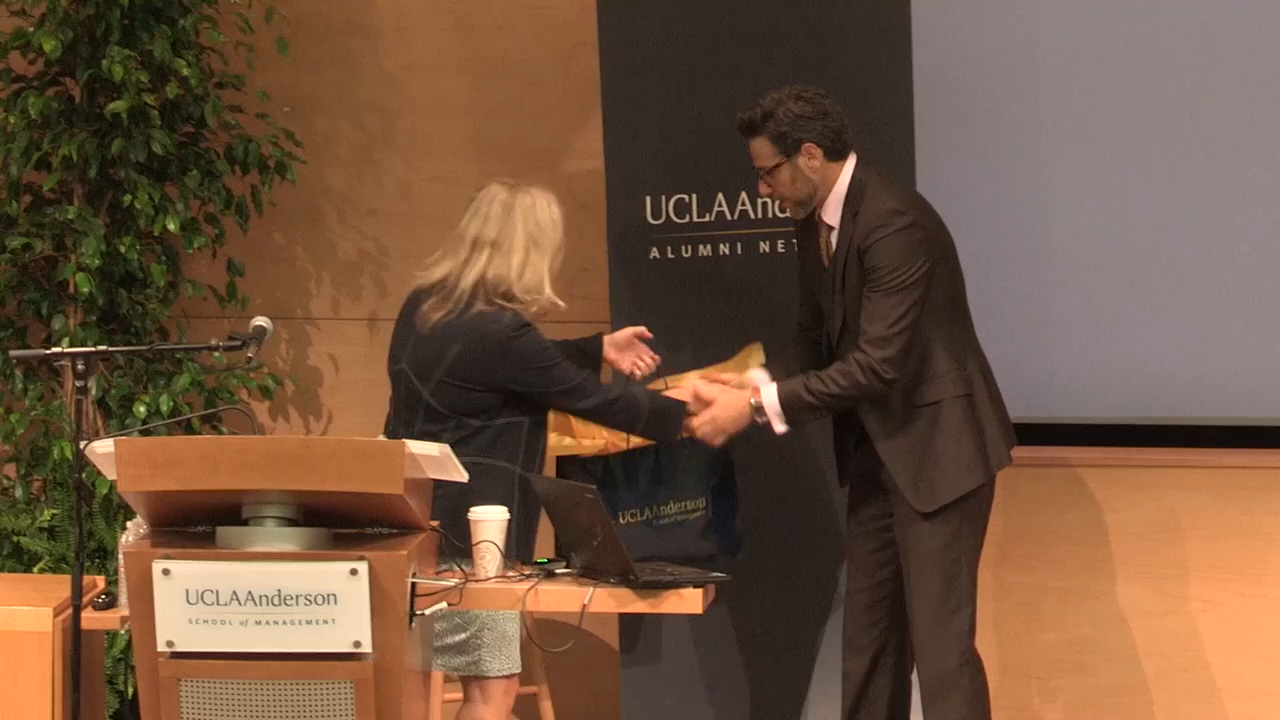 UCLAAnd
ALUMNI NET
UCLAAnderson
UCLAAnderson
SCHOOL of MANAGEMENT